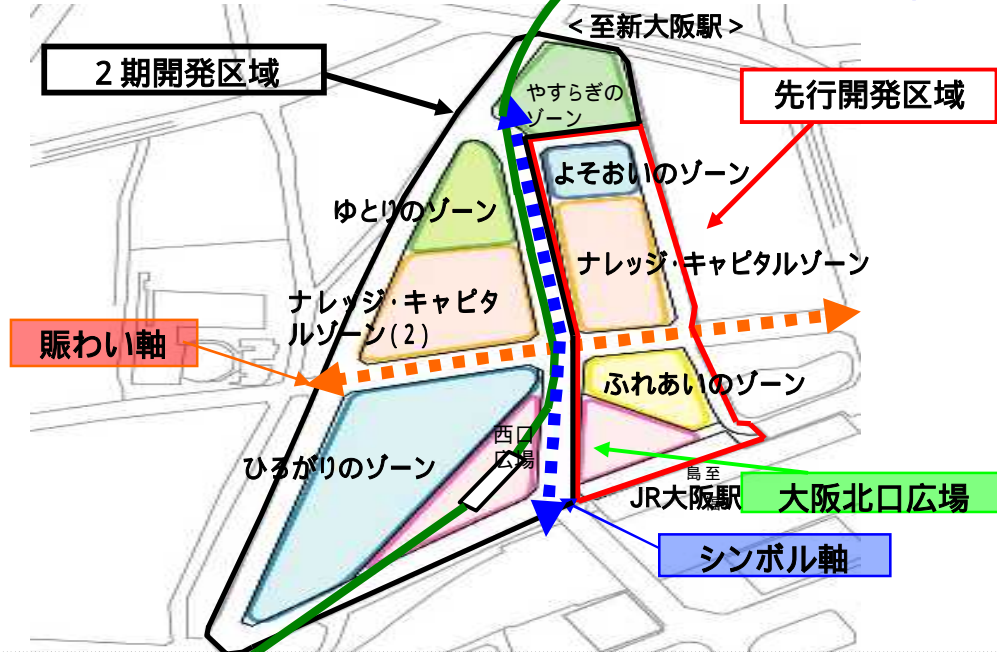 ＜至新大阪駅＞
２期開発区域
先行開発区域
やすらぎの
ゾーン
よそおいのゾーン
ゆとりのゾーン
ナレッジ・キャピタルゾーン
ナレッジ・キャピタ
ルゾーン(２)
賑わい軸
ふれあいのゾーン
西口
広場
ひろがりのゾーン
島至
JR大阪駅
大阪北口広場
シンボル軸